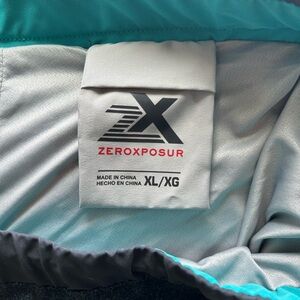 ZX
ZEROXPOSUR
MADE IN CHINA
HECHO EN CHINA XL/XG